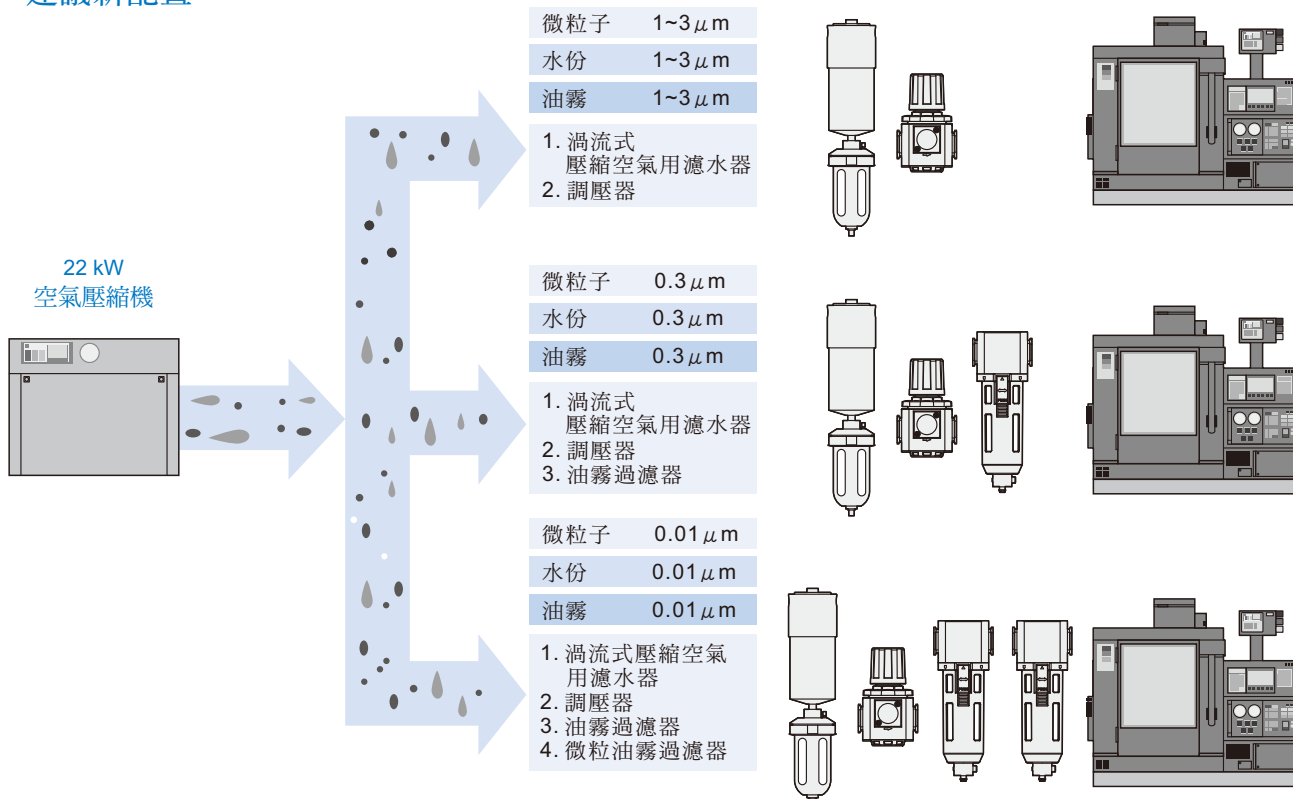 建議新配置
微粒子 1~3μm
水份 1~3μm
油霧 1~3μm
1. 渦流式
壓縮空氣用濾水器
2. 調壓器
22 kW
空氣壓縮機
微粒子 0.3μm
水份 0.3μm
油霧 0.3μm
1. 渦流式
壓縮空氣用濾水器
2. 調壓器
3. 油霧過濾器
微粒子 0.01μm
水份 0.01μm
油霧 0.01μm
1. 渦流式壓縮空氣
用濾水器
2. 調壓器
3. 油霧過濾器
4. 微粒油霧過濾器